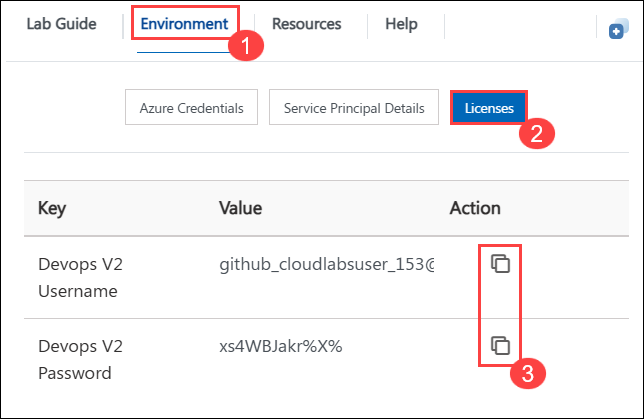 Lab Guide Environment Resources Help
1
Azure Credentials Service Principal Details Licenses
2
Key Value Action
Devops V2 Username github_cloudlabsuser_153@
Devops V2 Password xs4WBJakr%X%
3